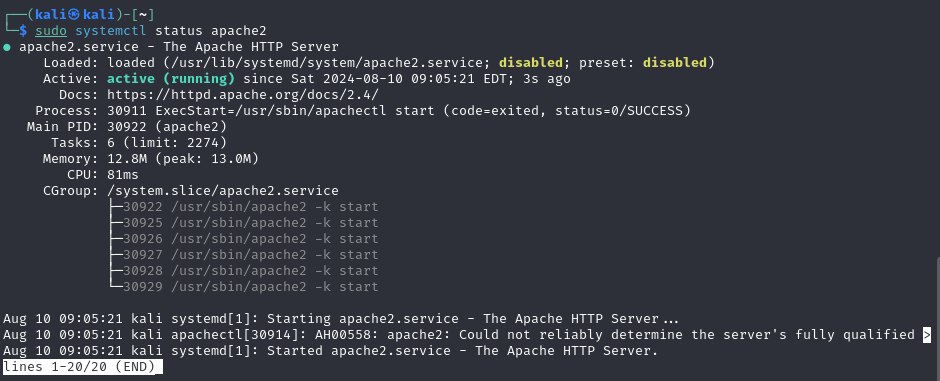 ┌──(kali㉿kali)-[~]
└─$ sudo systemctl status apache2
● apache2.service - The Apache HTTP Server
     Loaded: loaded (/usr/lib/systemd/system/apache2.service; disabled; preset: disabled)
     Active: active (running) since Sat 2024-08-10 09:05:21 EDT; 3s ago
       Docs: https://httpd.apache.org/docs/2.4/
    Process: 30911 ExecStart=/usr/sbin/apachectl start (code=exited, status=0/SUCCESS)
   Main PID: 30922 (apache2)
      Tasks: 6 (limit: 2274)
     Memory: 12.8M (peak: 13.0M)
        CPU: 81ms
     CGroup: /system.slice/apache2.service
             ├─30922 /usr/sbin/apache2 -k start
             ├─30925 /usr/sbin/apache2 -k start
             ├─30926 /usr/sbin/apache2 -k start
             ├─30927 /usr/sbin/apache2 -k start
             ├─30928 /usr/sbin/apache2 -k start
             └─30929 /usr/sbin/apache2 -k start
Aug 10 09:05:21 kali systemd[1]: Starting apache2.service - The Apache HTTP Server...
Aug 10 09:05:21 kali apachectl[30914]: AH00558: apache2: Could not reliably determine the server's fully qualified >
Aug 10 09:05:21 kali systemd[1]: Started apache2.service - The Apache HTTP Server.
lines 1-20/20 (END)